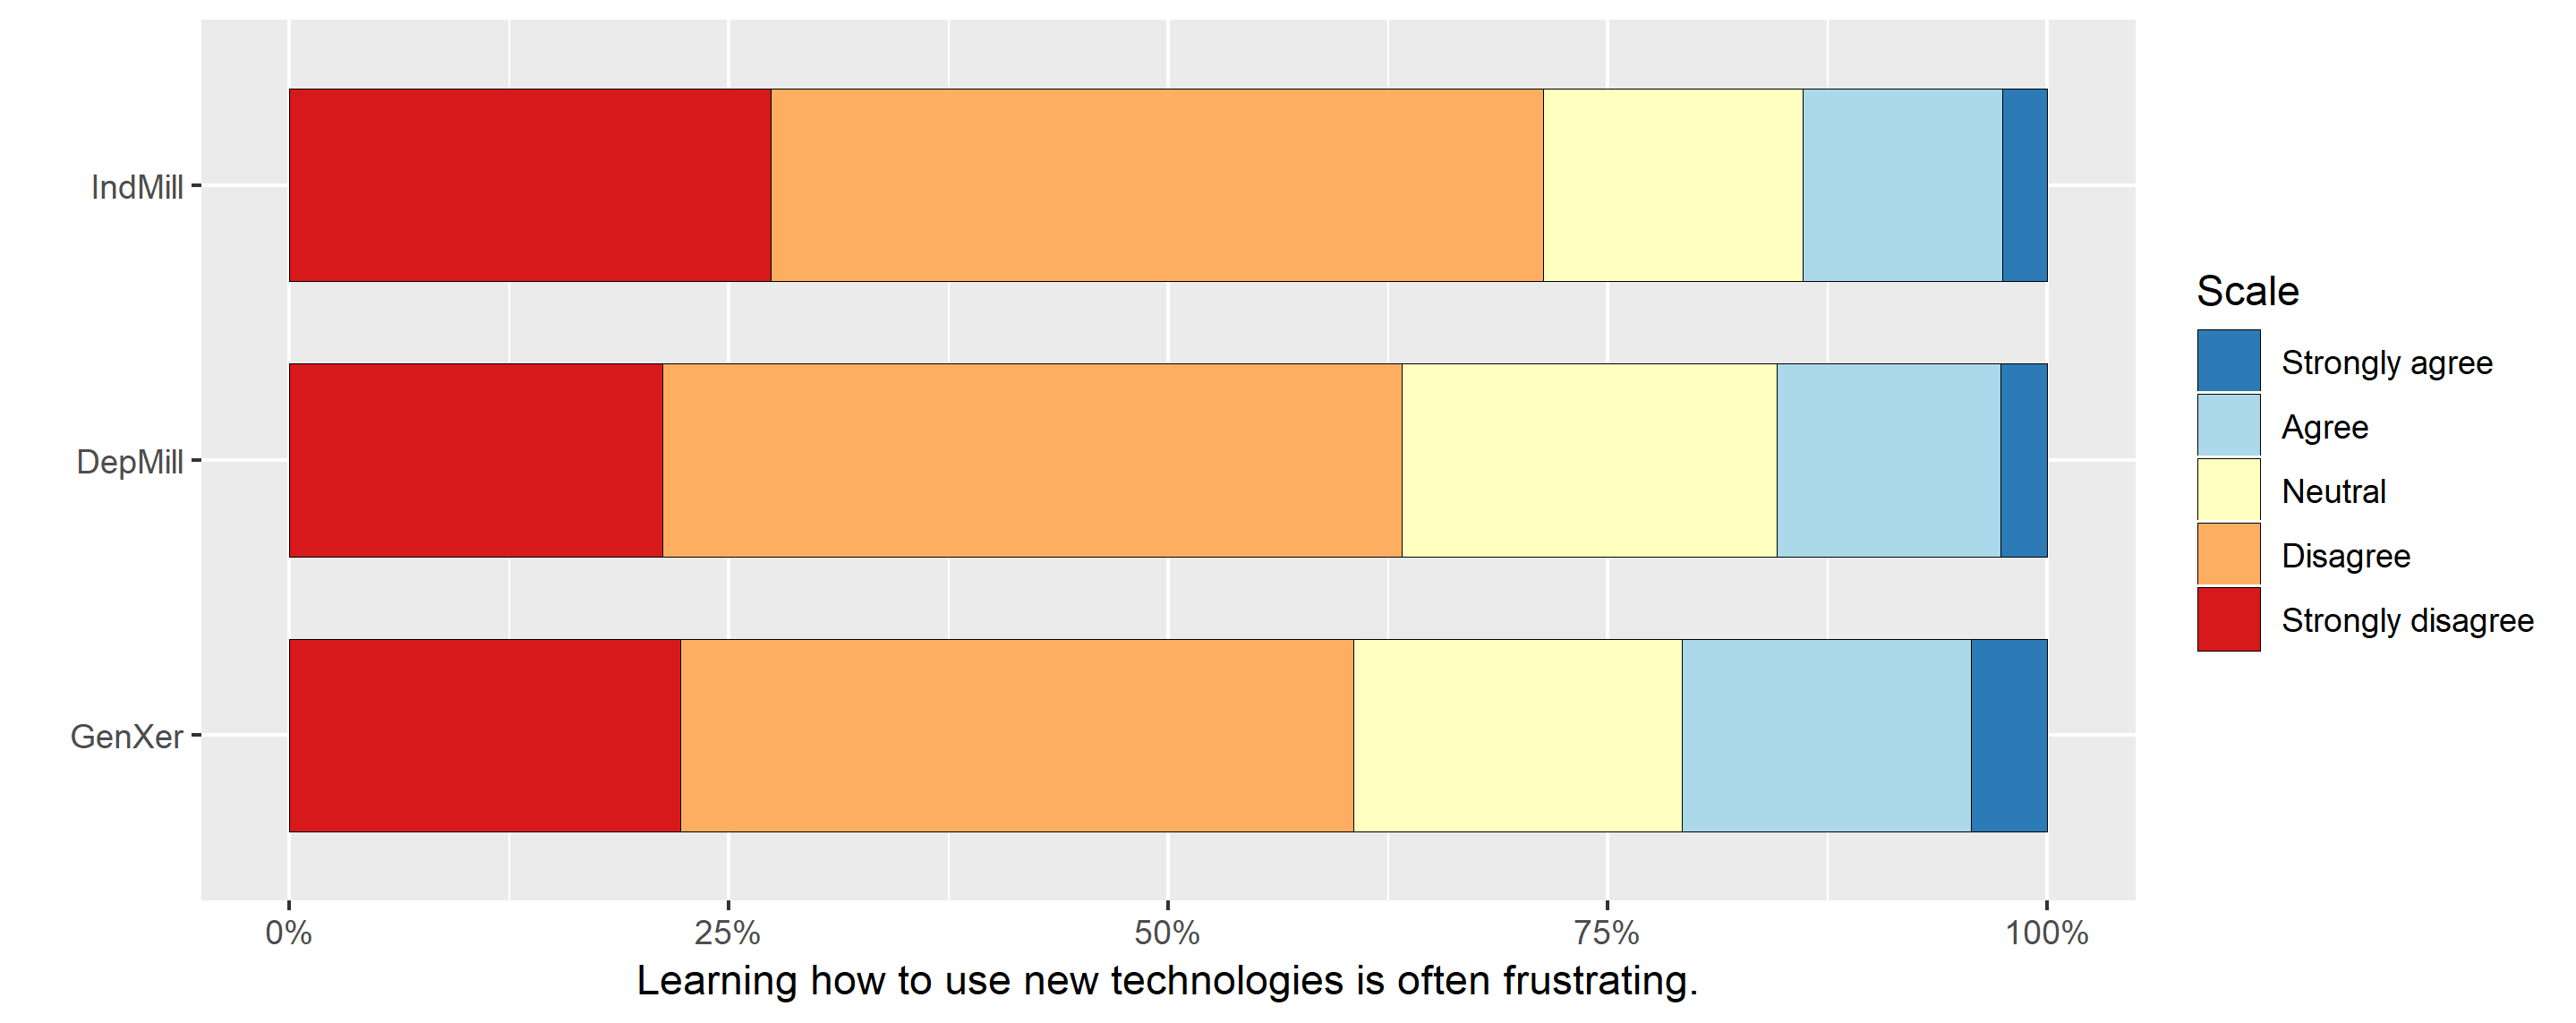 IndMill
DepMill
GenXer
0%
25%
50%
75%
100%
Learning how to use new technologies is often frustrating.
Scale
Strongly agree
Agree
Neutral
Disagree
Strongly disagree